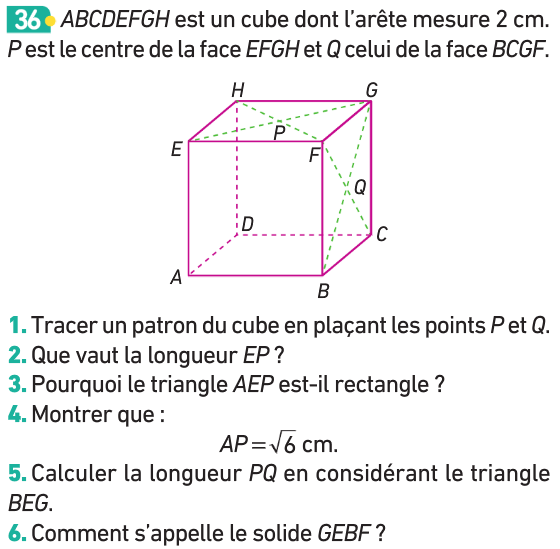 36 ABCDEFGH est un cube dont l'arête mesure 2 cm.
P est le centre de la face EFGH et Q celui de la face BCGF.
H G
P
E F
Q
D
C
A
B
1. Tracer un patron du cube en plaçant les points P et Q.
2. Que vaut la longueur EP ?
3. Pourquoi le triangle AEP est-il rectangle ?
4. Montrer que :
AP = √6 cm.
5. Calculer la longueur PQ en considérant le triangle
BEG.
6. Comment s'appelle le solide GEBF ?